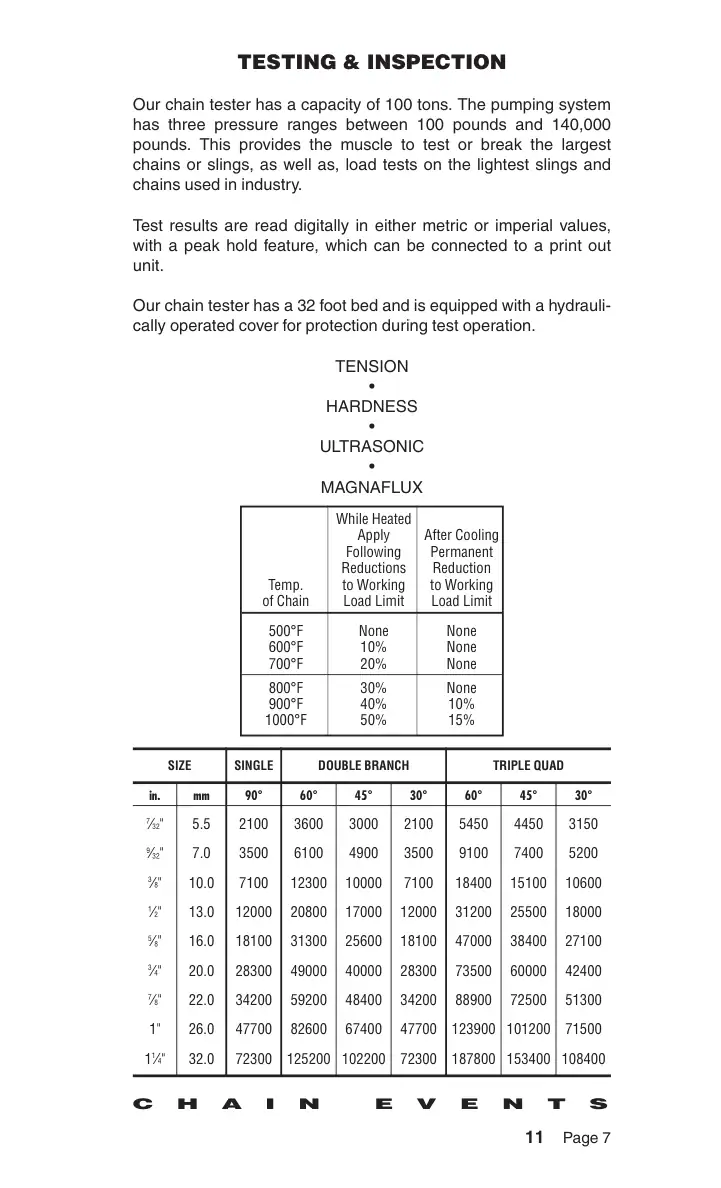 TESTING & INSPECTION
Our chain tester has a capacity of 100 tons. The pumping system
has three pressure ranges between 100 pounds and 140,000
pounds. This provides the muscle to test or break the largest
chains or slings, as well as, load tests on the lightest slings and
chains used in industry.
Test results are read digitally in either metric or imperial values,
with a peak hold feature, which can be connected to a print out
unit.
Our chain tester has a 32 foot bed and is equipped with a hydrauli-
cally operated cover for protection during test operation.
TENSION
•
HARDNESS
•
ULTRASONIC
•
MAGNAFLUX
While Heated
Apply After Cooling
Following Permanent
Reductions Reduction
Temp. to Working to Working
of Chain Load Limit Load Limit
500°F None None
600°F 10% None
700°F 20% None
800°F 30% None
900°F 40% 10%
1000°F 50% 15%
SIZE SINGLE DOUBLE BRANCH TRIPLE QUAD
in. mm 90° 60° 45° 30° 60° 45° 30°
7⁄32" 5.5 2100 3600 3000 2100 5450 4450 3150
9⁄32" 7.0 3500 6100 4900 3500 9100 7400 5200
3⁄8" 10.0 7100 12300 10000 7100 18400 15100 10600
1⁄2" 13.0 12000 20800 17000 12000 31200 25500 18000
5⁄8" 16.0 18100 31300 25600 18100 47000 38400 27100
3⁄4" 20.0 28300 49000 40000 28300 73500 60000 42400
7⁄8" 22.0 34200 59200 48400 34200 88900 72500 51300
1" 26.0 47700 82600 67400 47700 123900 101200 71500
1 1⁄4" 32.0 72300 125200 102200 72300 187800 153400 108400
CHAIN EVENTS
11 Page 7